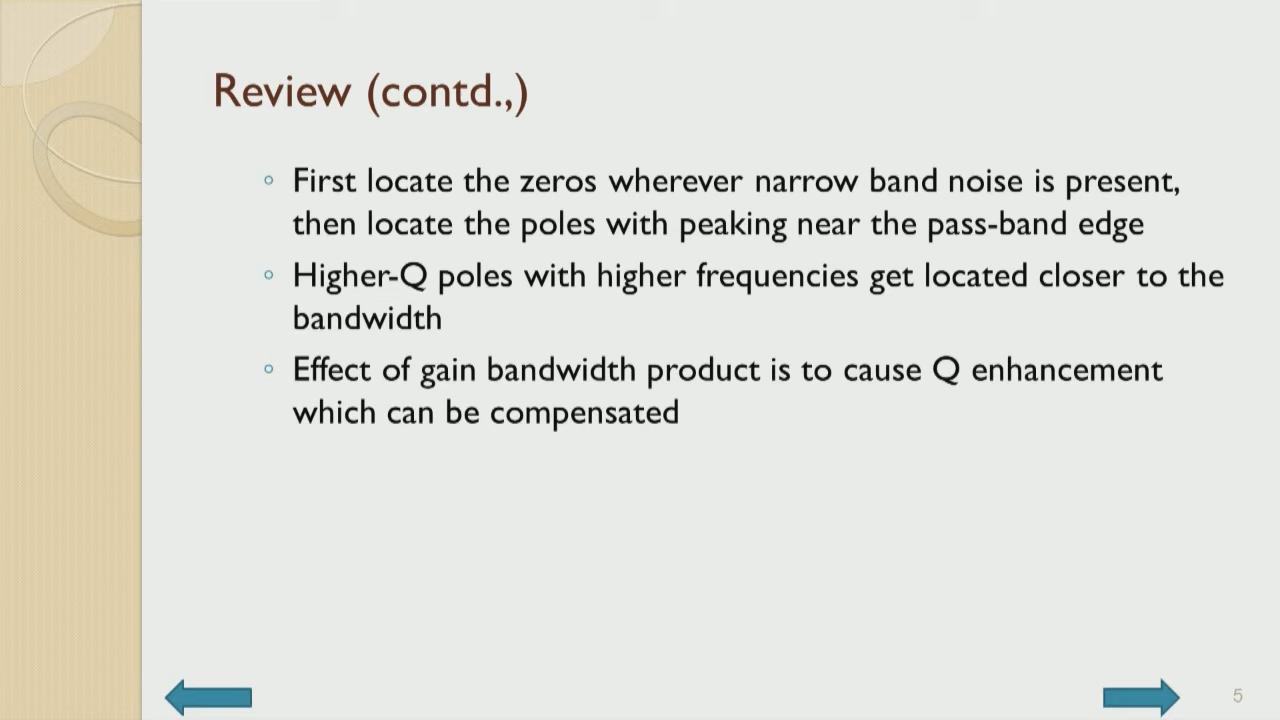 Review (contd.,)
First locate the zeros wherever narrow band noise is present,
then locate the poles with peaking near the pass-band edge
Higher-Q poles with higher frequencies get located closer to the
bandwidth
Effect of gain bandwidth product is to cause Q enhancement
which can be compensated
5